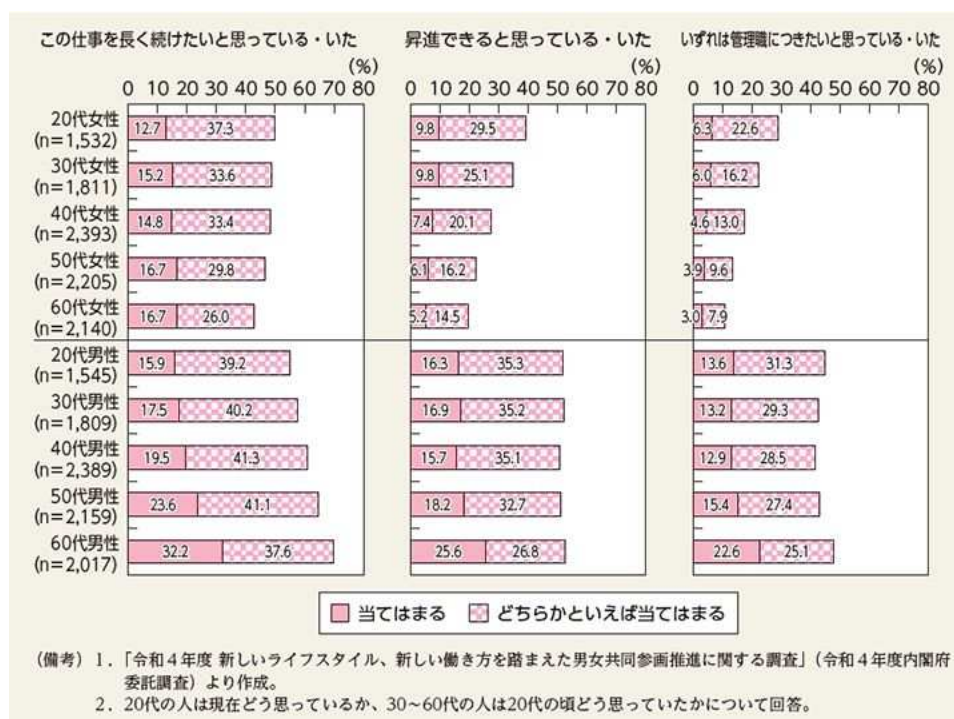 この仕事を長く続けたいと思っている・いた
昇進できると思っている・いた
いずれは管理職につきたいと思っている・いた
(%)
(%)
(%)
0 10 20 30 40 50 60 70 80
0 10 20 30 40 50 60 70 80
0 10 20 30 40 50 60 70 80
20代女性
(n=1,532)
12.7 37.3
9.8 29.5
6.3 22.6
30代女性
(n=1,811)
15.2 33.6
9.8 25.1
6.0 16.2
40代女性
(n=2,393)
14.8 33.4
7.4 20.1
4.6 13.0
50代女性
(n=2,205)
16.7 29.8
6.1 16.2
3.9 9.6
60代女性
(n=2,140)
16.7 26.0
5.2 14.5
3.0 7.9
20代男性
(n=1,545)
15.9 39.2
16.3 35.3
13.6 31.3
30代男性
(n=1,809)
17.5 40.2
16.9 35.2
13.2 29.3
40代男性
(n=2,389)
19.5 41.3
15.7 35.1
12.9 28.5
50代男性
(n=2,159)
23.6 41.1
18.2 32.7
15.4 27.4
60代男性
(n=2,017)
32.2 37.6
25.6 26.8
22.6 25.1
当てはまる どちらかといえば当てはまる
(備考) 1.「令和4年度 新しいライフスタイル、新しい働き方を踏まえた男女共同参画推進に関する調査」(令和4年度内閣府
委託調査)より作成。
2.20代の人は現在どう思っているか、30~60代の人は20代の頃どう思っていたかについて回答。